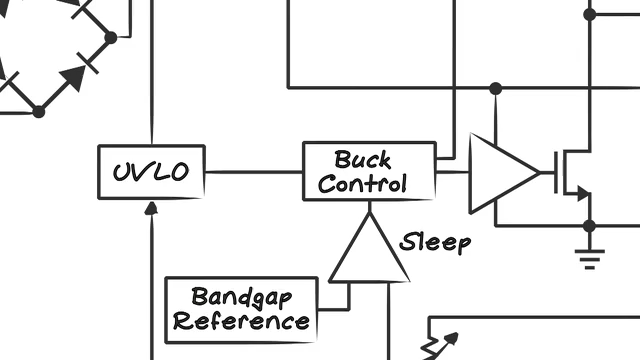 UVLO
Buck
Control
Sleep
Bandgap
Reference